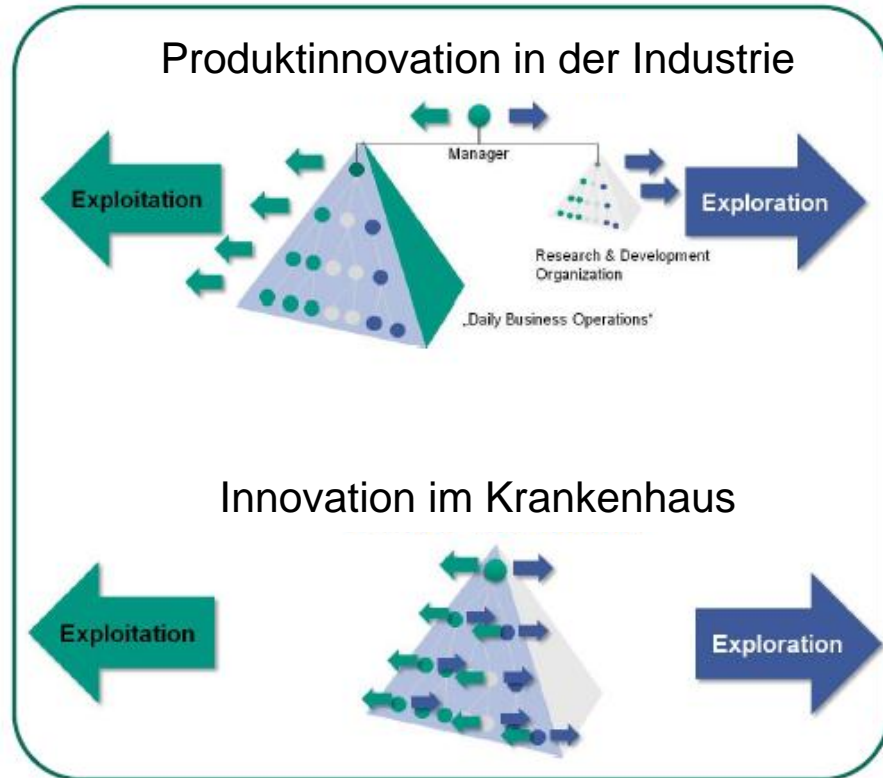 Produktinnovation in der Industrie
Manager
Exploitation
Exploration
Research & Development
Organization
„Daily Business Operations“
Innovation im Krankenhaus
Exploitation
Exploration